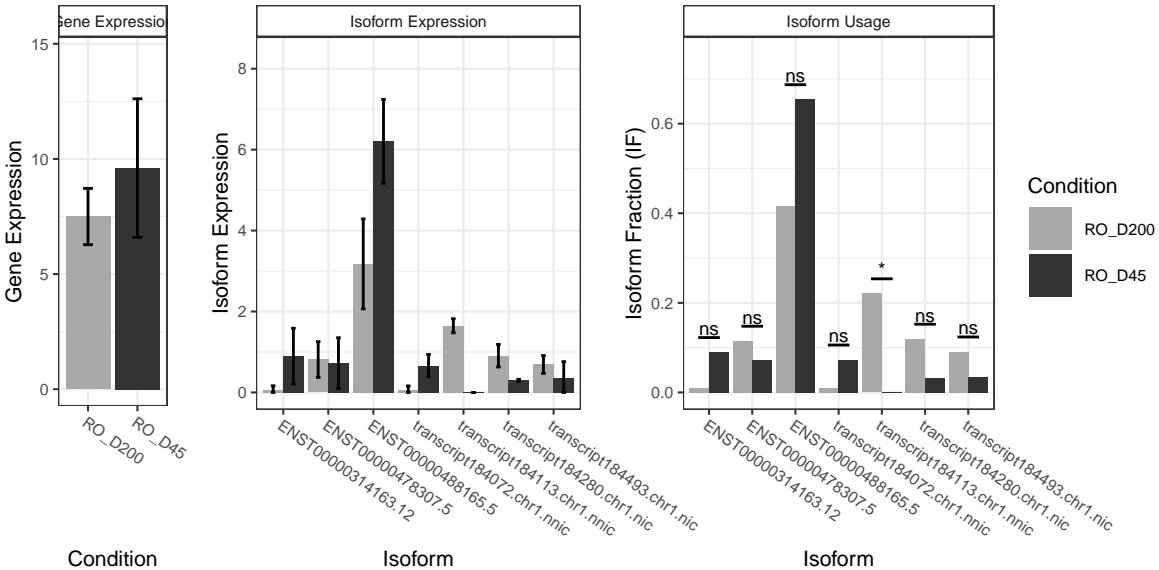 Gene Expression
15
10
5
0
Gene Expression
RO_D200
RO_D45
Condition
Isoform Expression
8
6
4
2
0
Isoform Expression
ENST00000314163.12
ENST00000478307.5
ENST00000488165.5
transcript184072.chr1.nnic
transcript184113.chr1.nnic
transcript184280.chr1.nic
transcript184493.chr1.nic
Isoform
Isoform Usage
0.6
0.4
0.2
0.0
Isoform Fraction (IF)
ns
ns
ns
ns
*
ns
ns
ENST00000314163.12
ENST00000478307.5
ENST00000488165.5
transcript184072.chr1.nnic
transcript184113.chr1.nnic
transcript184280.chr1.nic
transcript184493.chr1.nic
Isoform
Condition
RO_D200
RO_D45